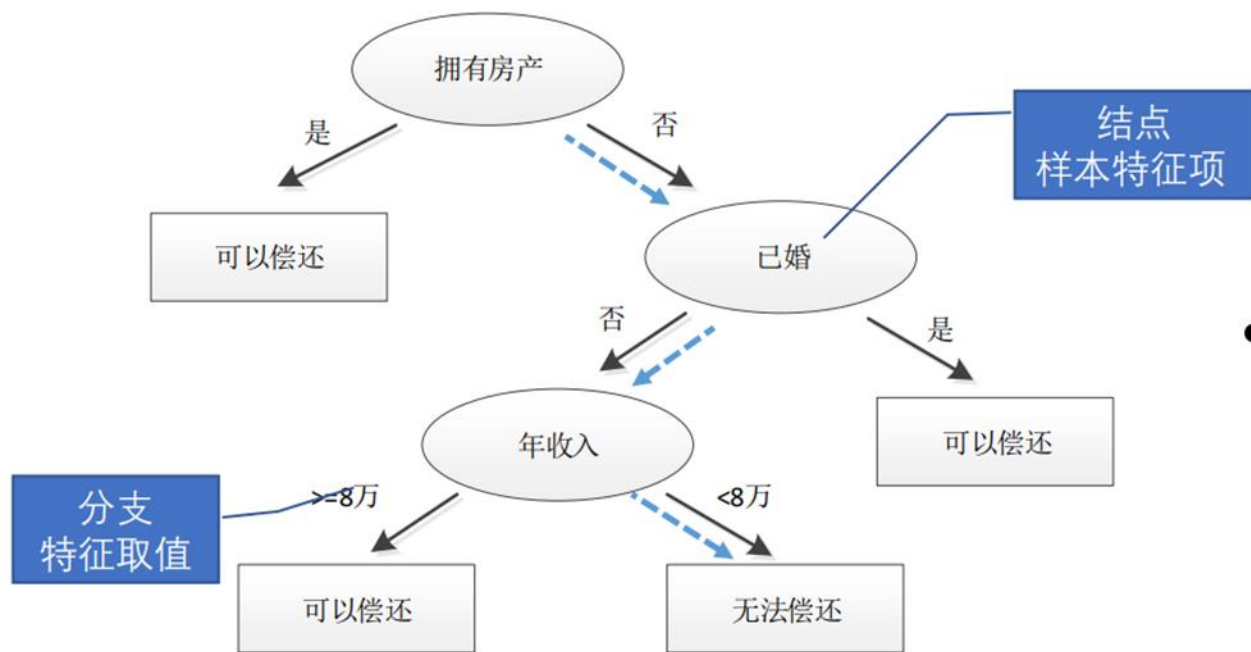 拥有房产
是
否
结点
样本特征项
可以偿还
已婚
否
是
年收入
可以偿还
分支
特征取值
>=8万
<8万
可以偿还
无法偿还